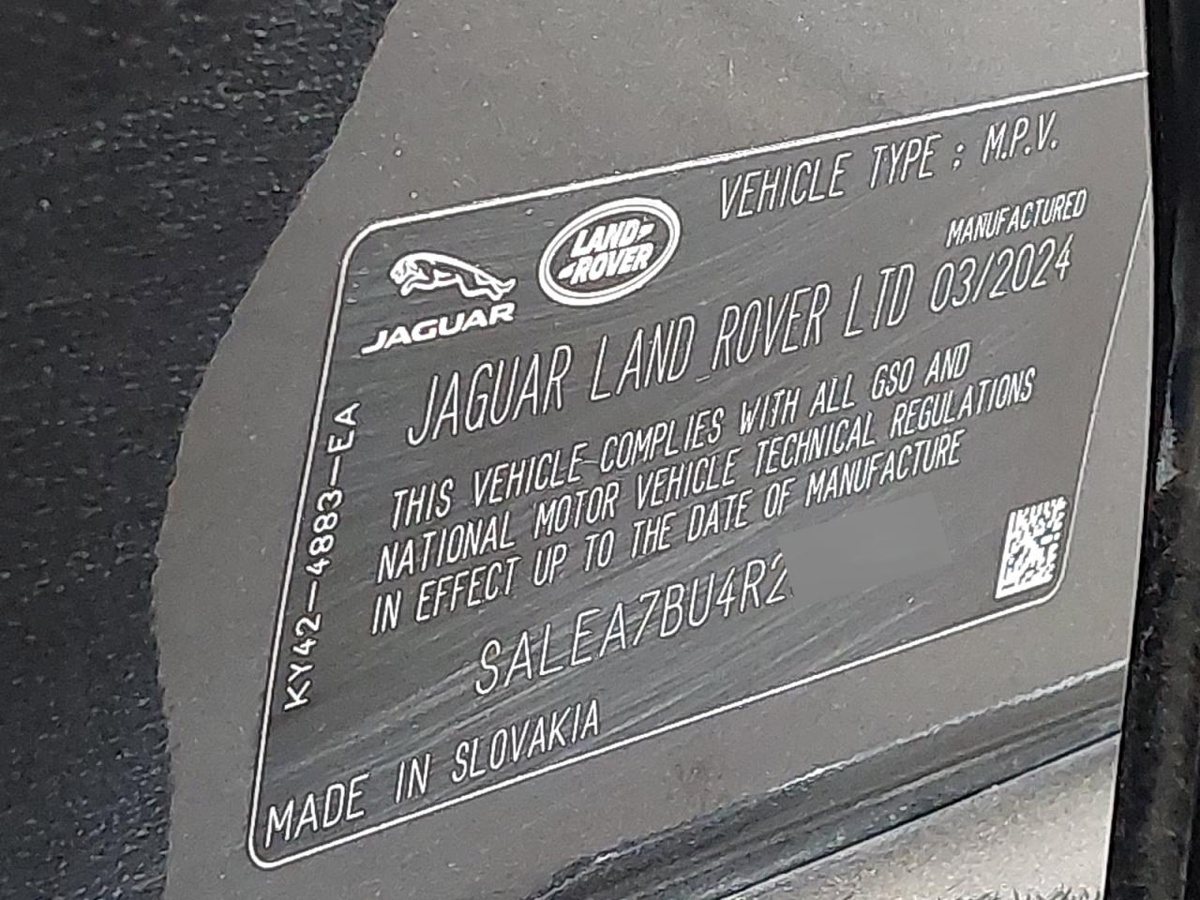 VEHICLE TYPE : M.P.V.
LAND-
-ROVER
JAGUAR
MANUFACTURED
JAGUAR LAND ROVER LTD 03/2024
THIS VEHICLE COMPLIES WITH ALL GSO AND
NATIONAL MOTOR VEHICLE TECHNICAL REGULATIONS
IN EFFECT UP TO THE DATE OF MANUFACTURE
SALEA7BU4R2
MADE IN SLOVAKIA
KY42-4883-EA